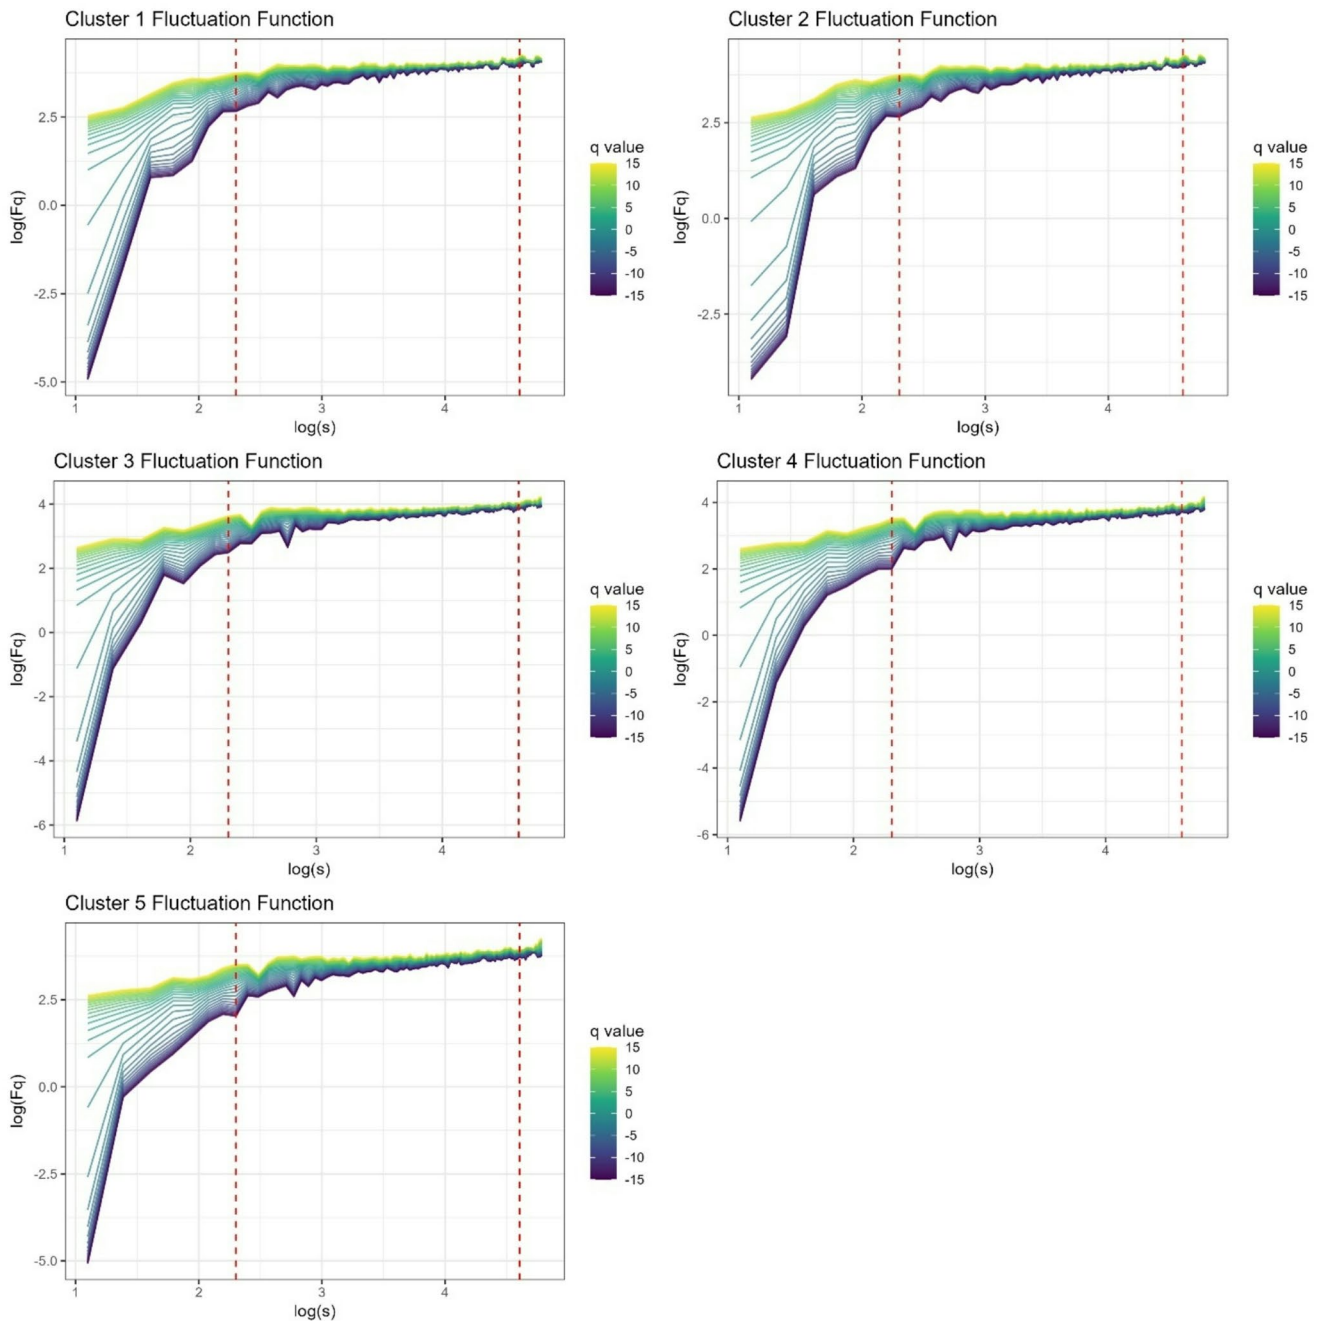 Cluster 1 Fluctuation Function
log(Fq)
2.5
0.0
-2.5
-5.0
1 2 3 4
log(s)
q value
15
10
5
0
-5
-10
-15
Cluster 2 Fluctuation Function
log(Fq)
2.5
0.0
-2.5
1 2 3 4
log(s)
q value
15
10
5
0
-5
-10
-15
Cluster 3 Fluctuation Function
log(Fq)
4
2
0
-2
-4
-6
1 2 3 4
log(s)
q value
15
10
5
0
-5
-10
-15
Cluster 4 Fluctuation Function
log(Fq)
4
2
0
-2
-4
-6
1 2 3 4
log(s)
q value
15
10
5
0
-5
-10
-15
Cluster 5 Fluctuation Function
log(Fq)
2.5
0.0
-2.5
-5.0
1 2 3 4
log(s)
q value
15
10
5
0
-5
-10
-15